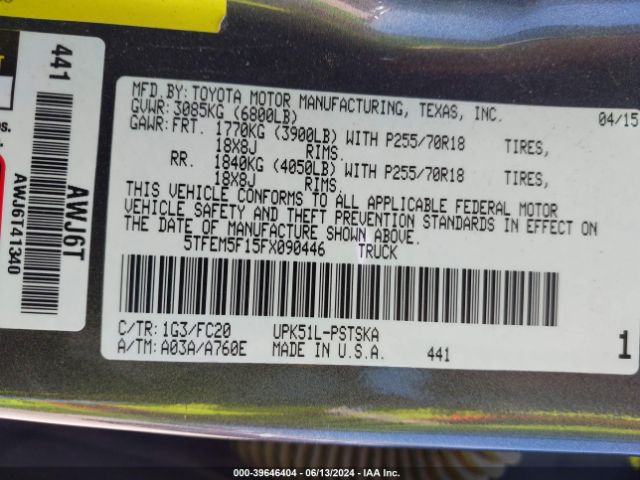 441
AWJ6T
AWJ6T41340
MFD.BY:TOYOTA MOTOR MANUFACTURING, TEXAS, INC. 04/15
GVWR:3085KG (6800LB)
GAWR:FRT. 1770KG (3900LB) WITH P255/70R18 TIRES,
18X8J RIMS.
RR. 1840KG (4050LB) WITH P255/70R18 TIRES,
18X8J RIMS.
THIS VEHICLE CONFORMS TO ALL APPLICABLE FEDERAL MOTOR
VEHICLE SAFETY AND THEFT PREVENTION STANDARDS IN EFFECT ON
THE DATE OF MANUFACTURE SHOWN ABOVE.
5TFEM5F15FX090446 TRUCK
C/TR: 1G3/FC20 UPK51L-PSTSKA
A/TM: A03A/A760E MADE IN U.S.A. 441 1
000-39646404 - 06/13/2024 - IAA Inc.